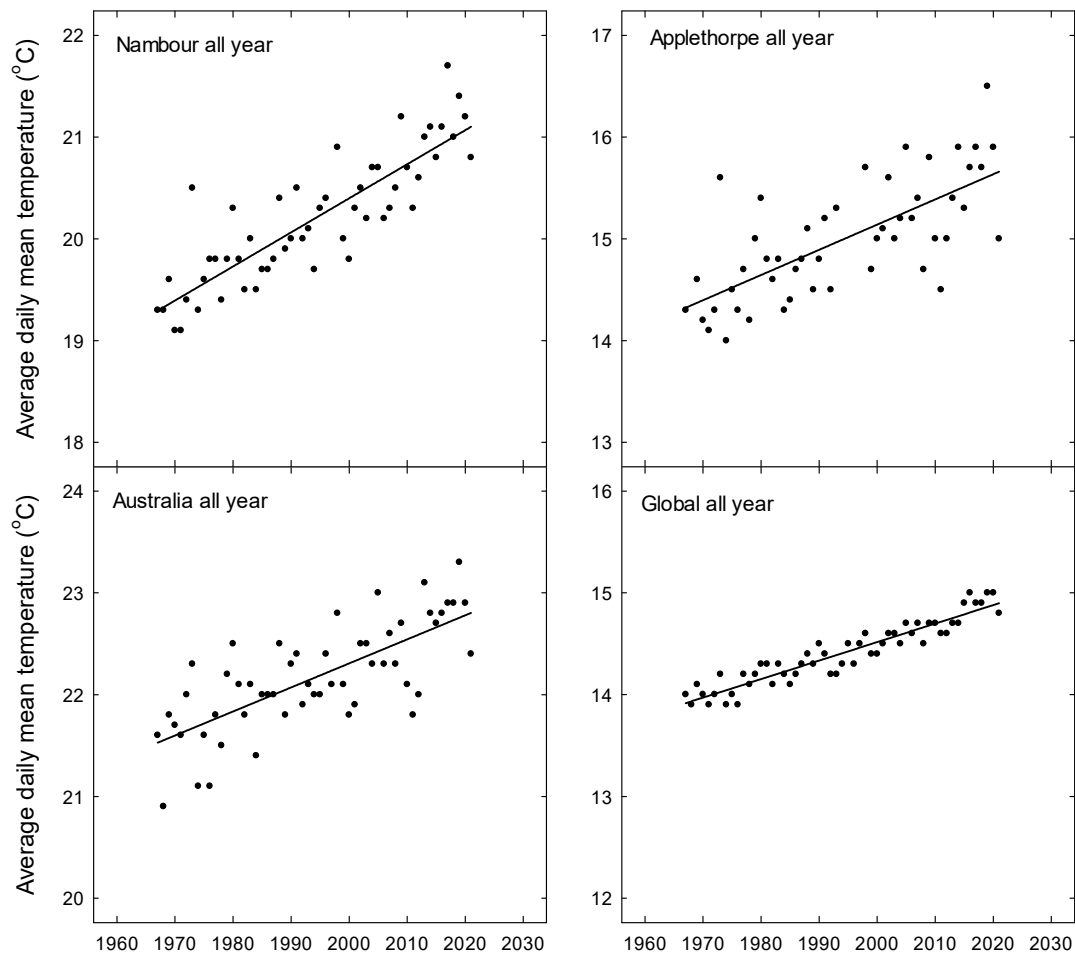 Nambour all year
Applethorpe all year
Average daily mean temperature (°C)
22
21
20
19
18
17
16
15
14
13
Australia all year
Global all year
Average daily mean temperature (°C)
24
23
22
21
20
16
15
14
13
12
1960 1970 1980 1990 2000 2010 2020 2030
1960 1970 1980 1990 2000 2010 2020 2030